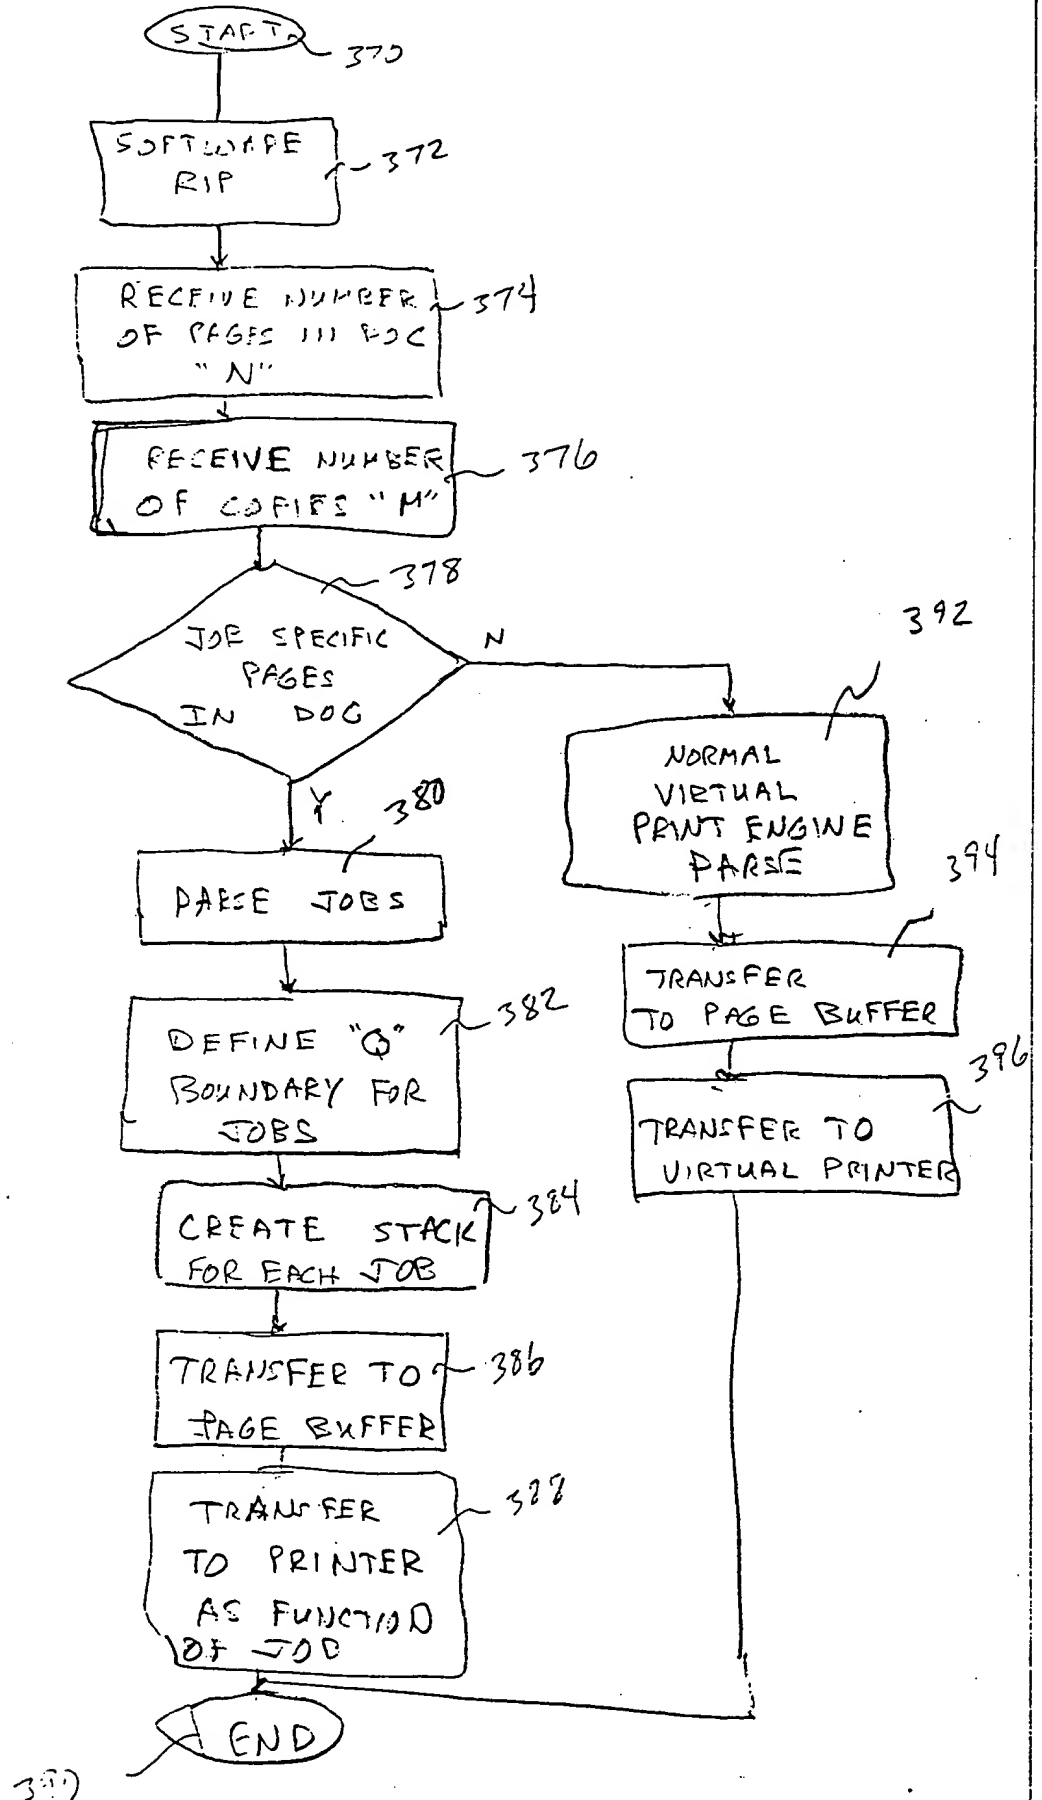 START
370
SOFTWARE
RIP
372
RECEIVE NUMBER
OF PAGES IN DOC
"N"
374
RECEIVE NUMBER
OF COPIES "M"
376
378
JOB SPECIFIC
PAGES
IN DOC
N
Y
392
NORMAL
VIRTUAL
PRINT ENGINE
PARSE
380
PARSE JOBS
394
TRANSFER
TO PAGE BUFFER
382
DEFINE "Q"
BOUNDARY FOR
JOBS
396
TRANSFER TO
VIRTUAL PRINTER
384
CREATE STACK
FOR EACH JOB
386
TRANSFER TO
PAGE BUFFER
388
TRANSFER
TO PRINTER
AS FUNCTION
OF JOB
END